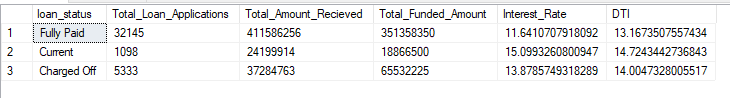 loan_status Total_Loan_Applications Total_Amount_Recieved Total_Funded_Amount Interest_Rate DTI
1 Fully Paid 32145 411586256 351358350 11.6410707918092 13.1673507557434
2 Current 1098 24199914 18866500 15.0993260800947 14.7243442736843
3 Charged Off 5333 37284763 65532225 13.8785749318289 14.0047328005517